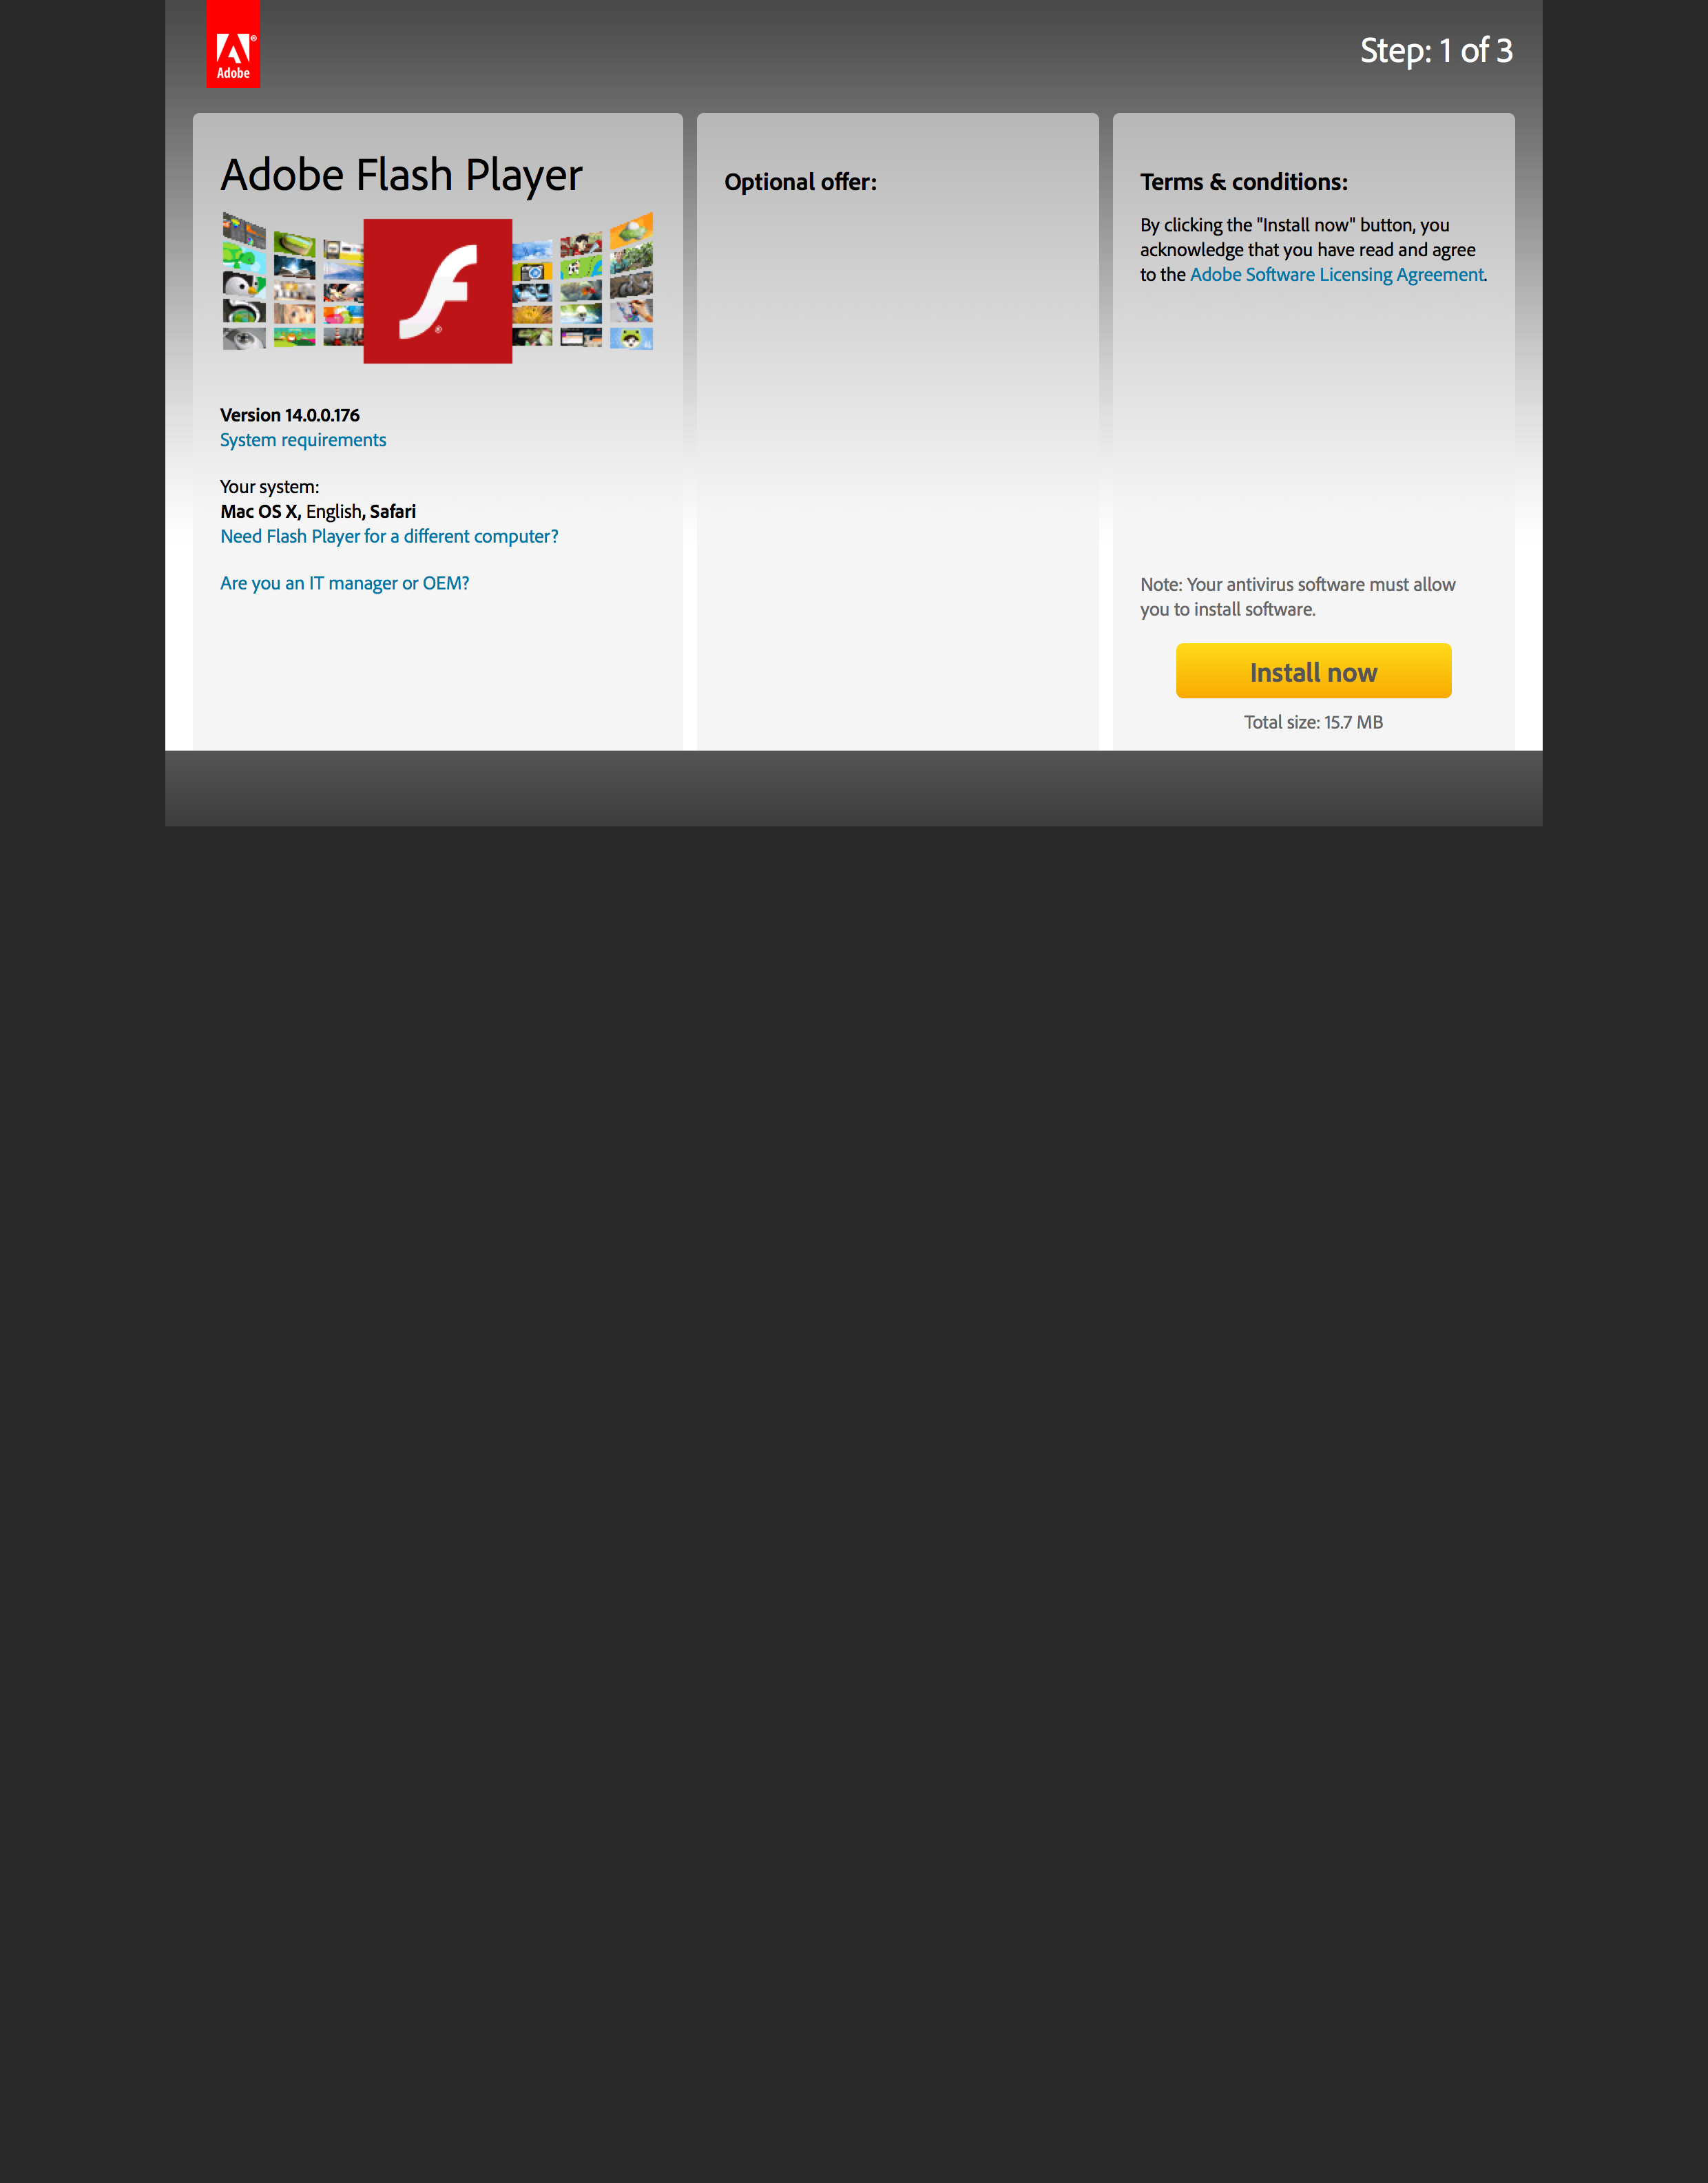 Adobe
Step: 1 of 3
Adobe Flash Player
Version 14.0.0.176
System requirements
Your system:
Mac OS X, English, Safari
Need Flash Player for a different computer?
Are you an IT manager or OEM?
Optional offer:
Terms & conditions:
By clicking the "Install now" button, you
acknowledge that you have read and agree
to the Adobe Software Licensing Agreement.
Note: Your antivirus software must allow
you to install software.
Install now
Total size: 15.7 MB